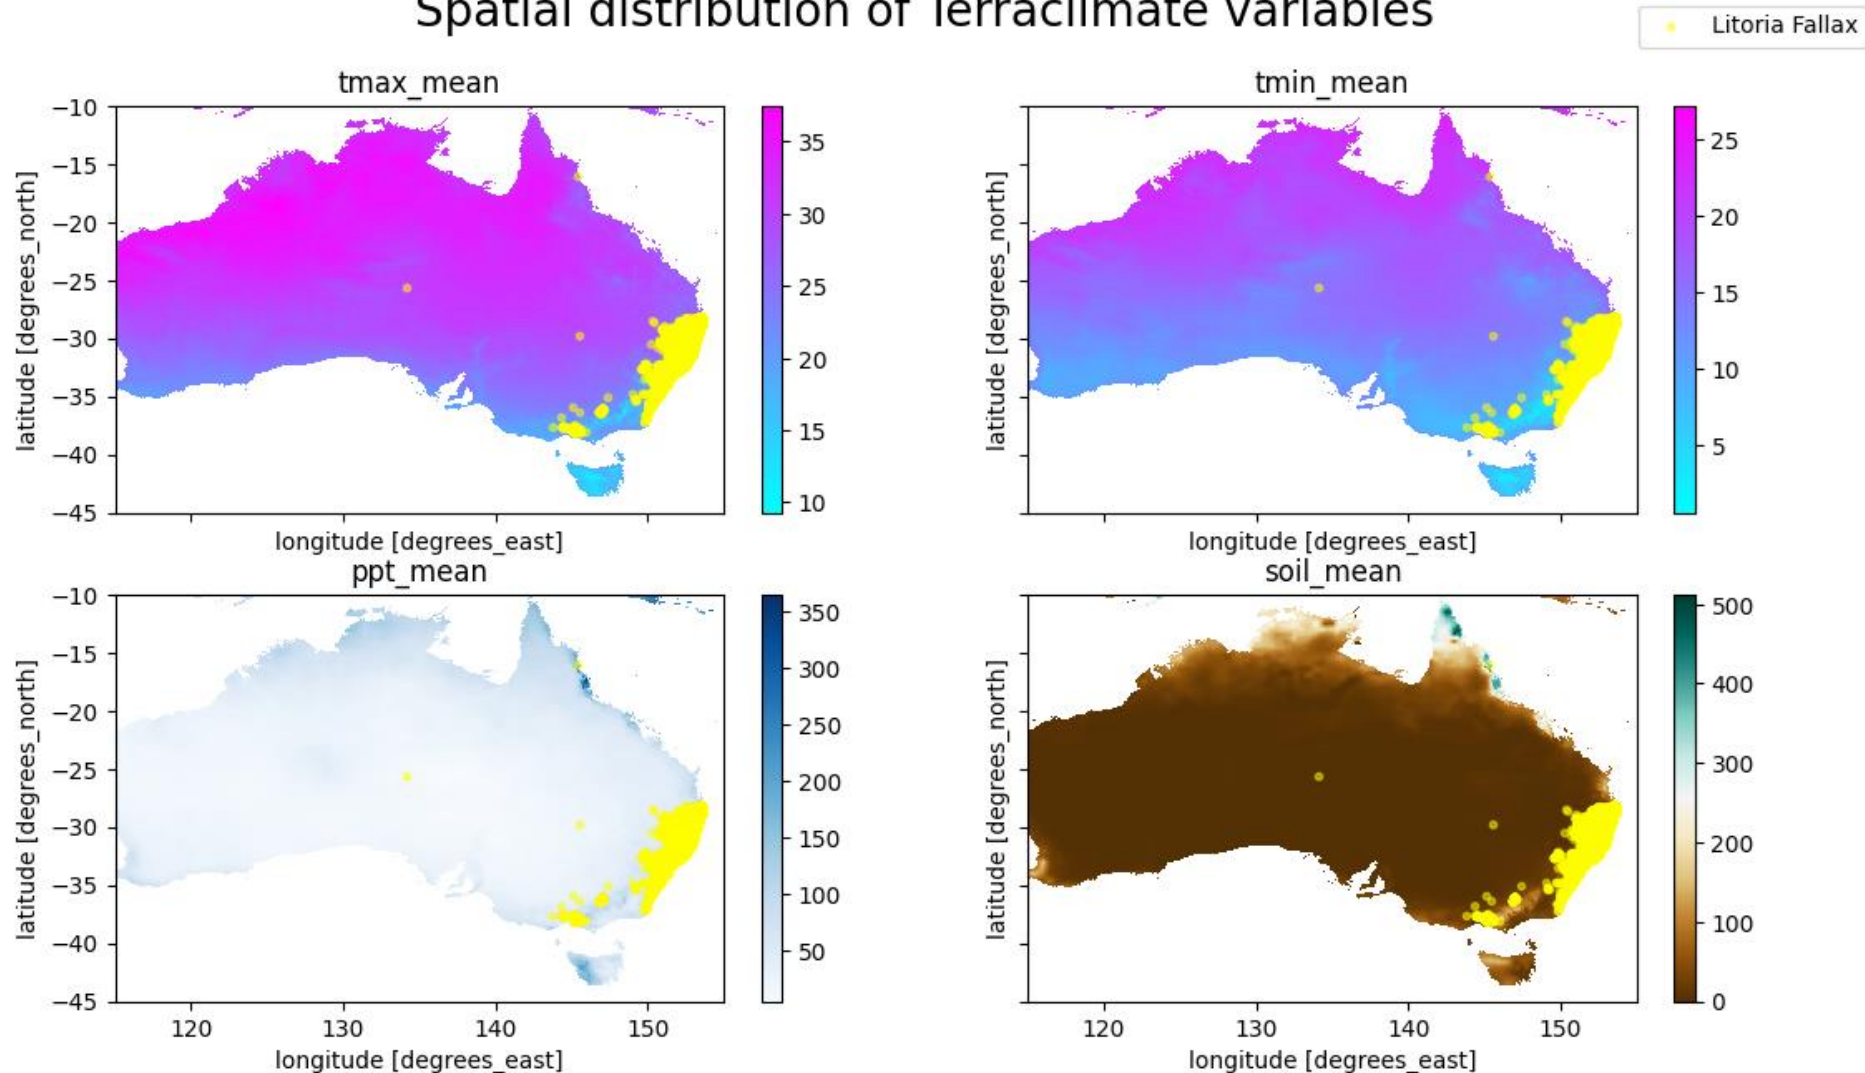 Spatial distribution of Terraclimate variables
Litoria Fallax
tmax_mean
−10
−15
−20
−25
−30
−35
−40
−45
latitude [degrees_north]
longitude [degrees_east]
35
30
25
20
15
10
tmin_mean
latitude [degrees_north]
longitude [degrees_east]
25
20
15
10
5
ppt_mean
−10
−15
−20
−25
−30
−35
−40
−45
latitude [degrees_north]
120 130 140 150
longitude [degrees_east]
350
300
250
200
150
100
50
soil_mean
latitude [degrees_north]
120 130 140 150
longitude [degrees_east]
500
400
300
200
100
0